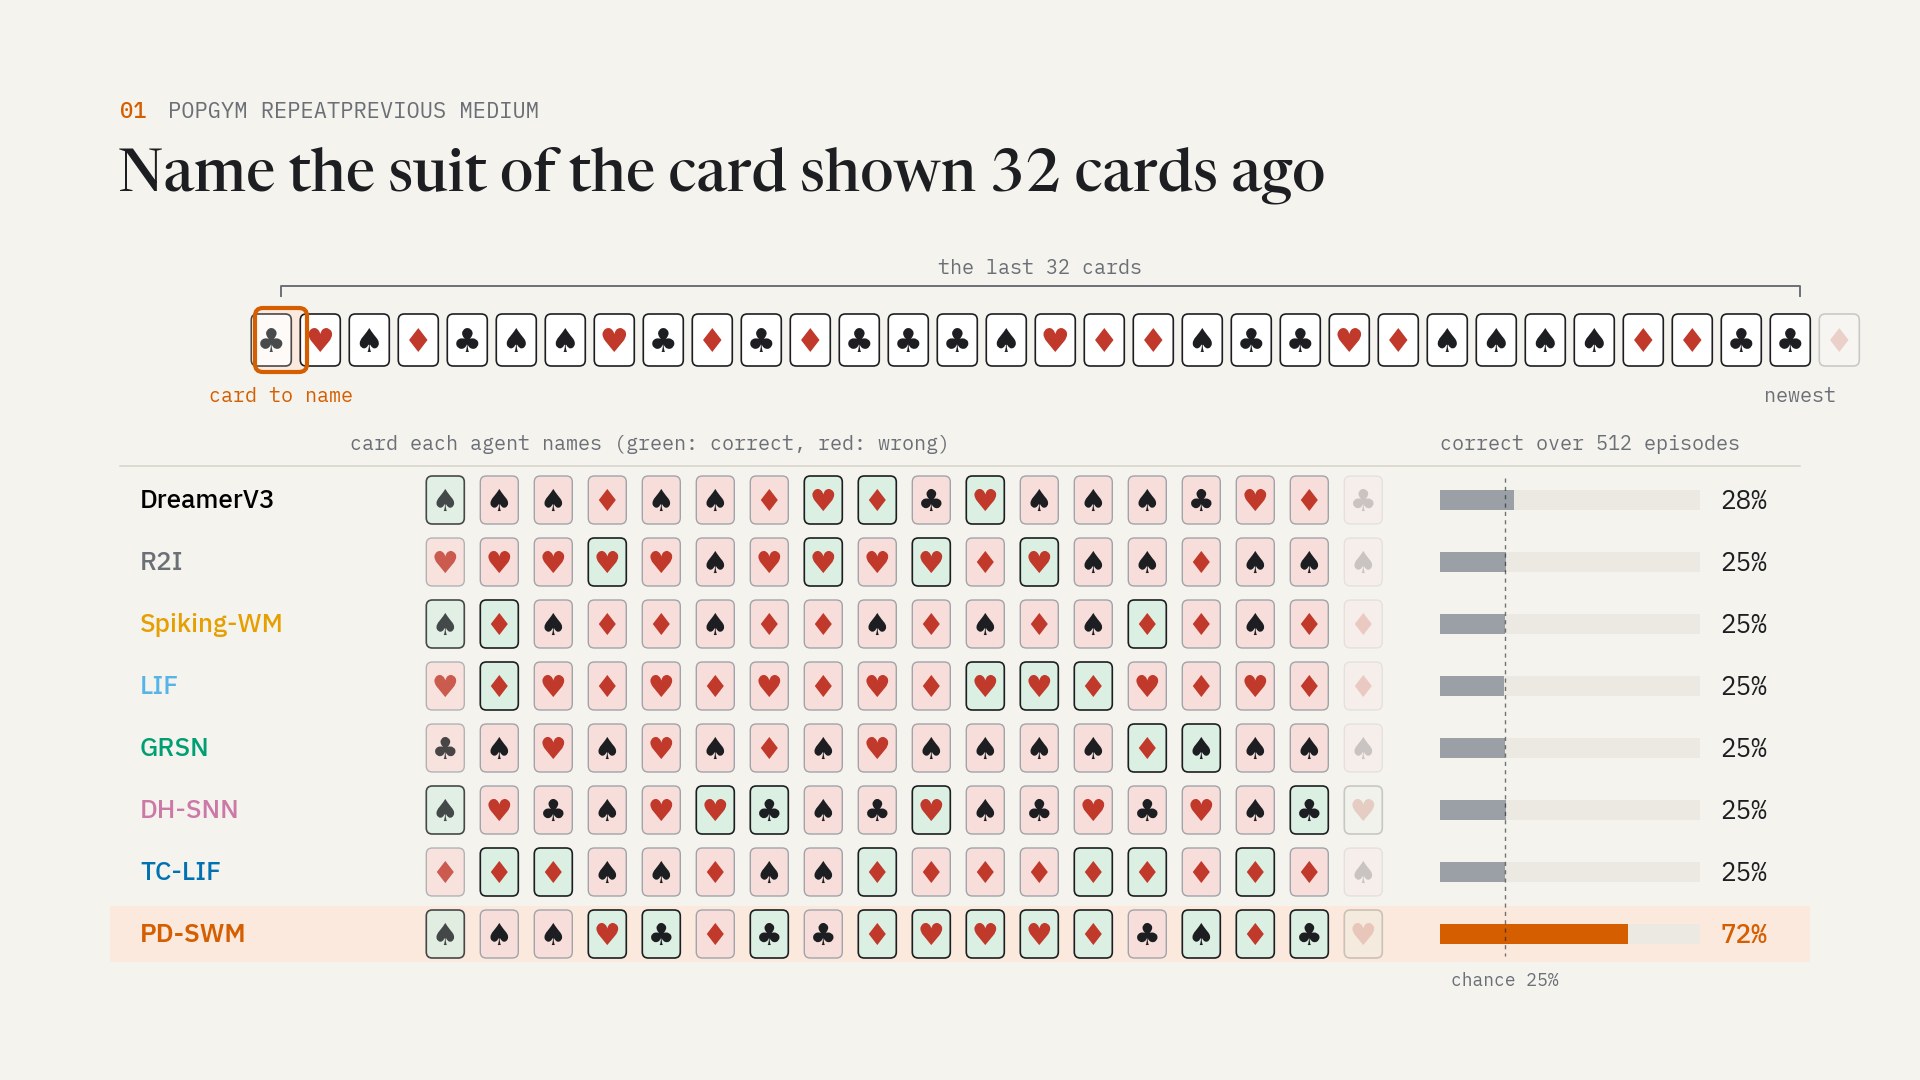 01 POPGYM REPEATPREVIOUS MEDIUM
Name the suit of the card shown 32 cards ago
the last 32 cards
card to name
newest
card each agent names (green: correct, red: wrong)
correct over 512 episodes
DreamerV3 28%
R2I 25%
Spiking-WM 25%
LIF 25%
GRSN 25%
DH-SNN 25%
TC-LIF 25%
PD-SWM 72%
chance 25%